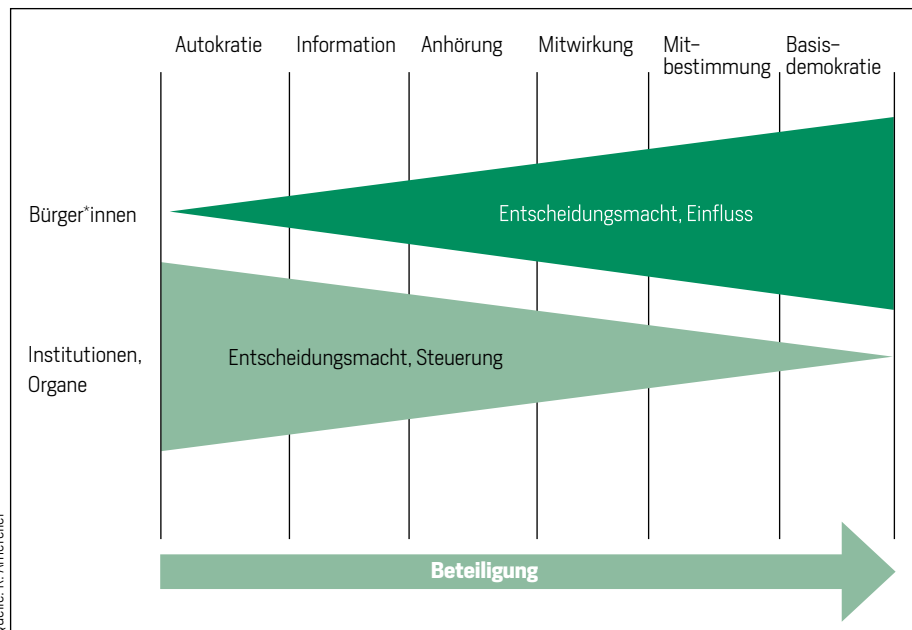 Autokratie
Information
Anhörung
Mitwirkung
Mit-
bestimmung
Basis-
demokratie
Bürger*innen
Entscheidungsmacht, Einfluss
Institutionen,
Organe
Entscheidungsmacht, Steuerung
Beteiligung